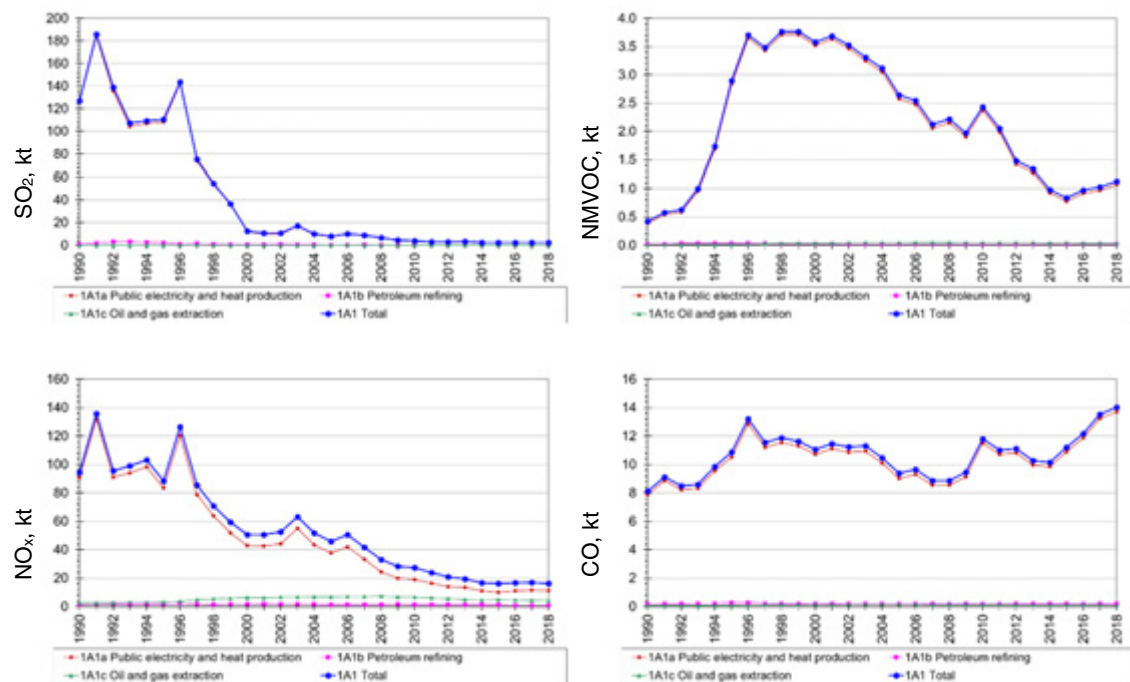 SO₂, kt
200
180
160
140
120
100
80
60
40
20
0
1990 1992 1994 1996 1998 2000 2002 2004 2006 2008 2010 2012 2014 2016 2018
1A1a Public electricity and heat production 1A1b Petroleum refining
1A1c Oil and gas extraction 1A1 Total
NMVOC, kt
4.0
3.5
3.0
2.5
2.0
1.5
1.0
0.5
0.0
1990 1992 1994 1996 1998 2000 2002 2004 2006 2008 2010 2012 2014 2016 2018
1A1a Public electricity and heat production 1A1b Petroleum refining
1A1c Oil and gas extraction 1A1 Total
NOₓ, kt
160
140
120
100
80
60
40
20
0
1990 1992 1994 1996 1998 2000 2002 2004 2006 2008 2010 2012 2014 2016 2018
1A1a Public electricity and heat production 1A1b Petroleum refining
1A1c Oil and gas extraction 1A1 Total
CO, kt
16
14
12
10
8
6
4
2
0
1990 1992 1994 1996 1998 2000 2002 2004 2006 2008 2010 2012 2014 2016 2018
1A1a Public electricity and heat production 1A1b Petroleum refining
1A1c Oil and gas extraction 1A1 Total